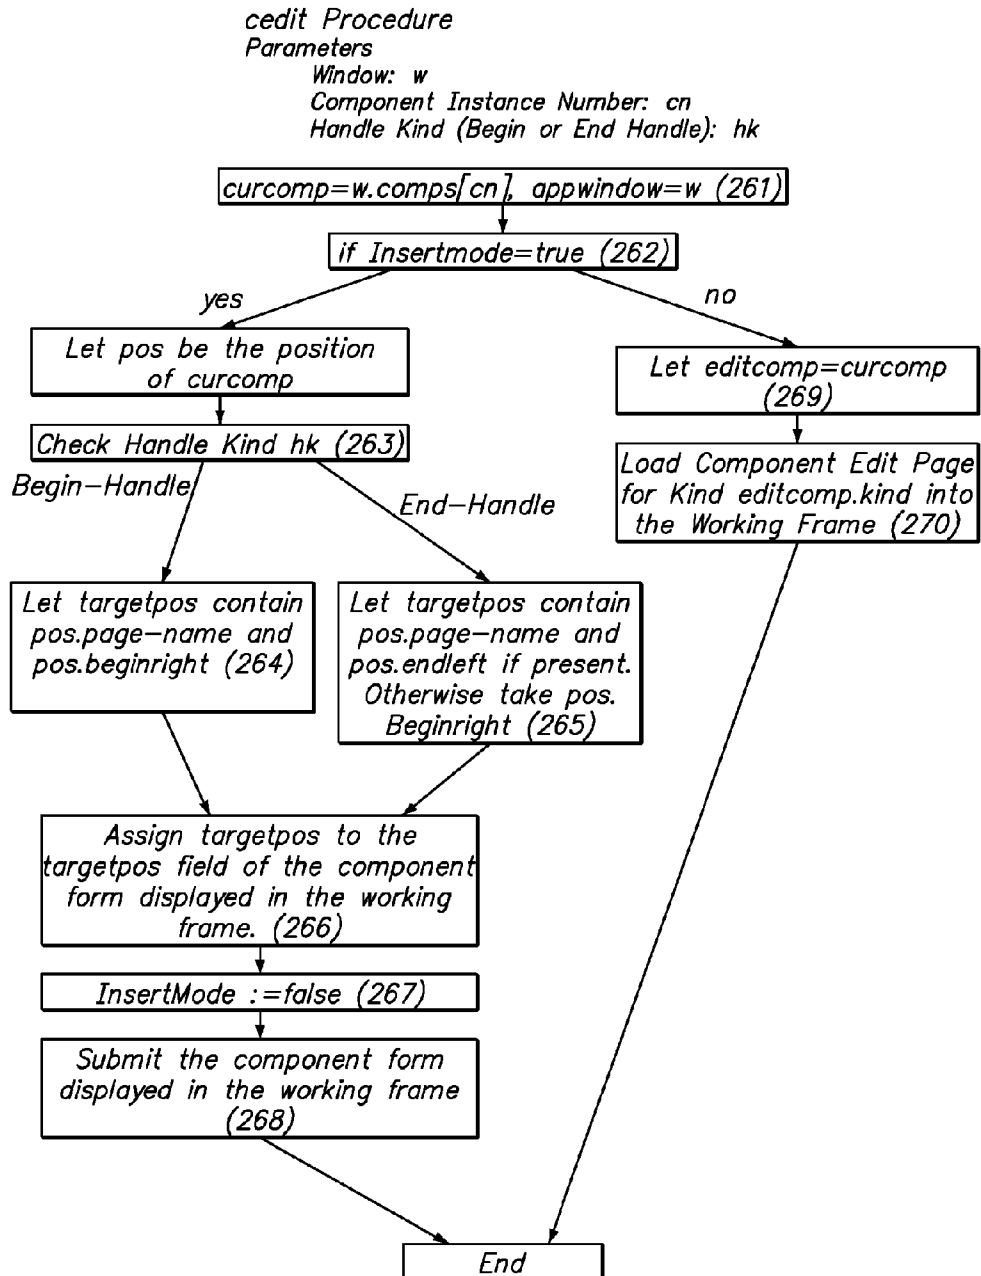 cedit Procedure
Parameters
Window: w
Component Instance Number: cn
Handle Kind (Begin or End Handle): hk
curcomp=w.comps[cn], appwindow=w (261)
if Insertmode=true (262)
yes
no
Let pos be the position
of curcomp
Let editcomp=curcomp
(269)
Check Handle Kind hk (263)
Begin-Handle
End-Handle
Load Component Edit Page
for Kind editcomp.kind into
the Working Frame (270)
Let targetpos contain
pos.page-name and
pos.beginright (264)
Let targetpos contain
pos.page-name and
pos.endleft if present.
Otherwise take pos.
Beginright (265)
Assign targetpos to the
targetpos field of the component
form displayed in the working
frame. (266)
InsertMode :=false (267)
Submit the component form
displayed in the working frame
(268)
End